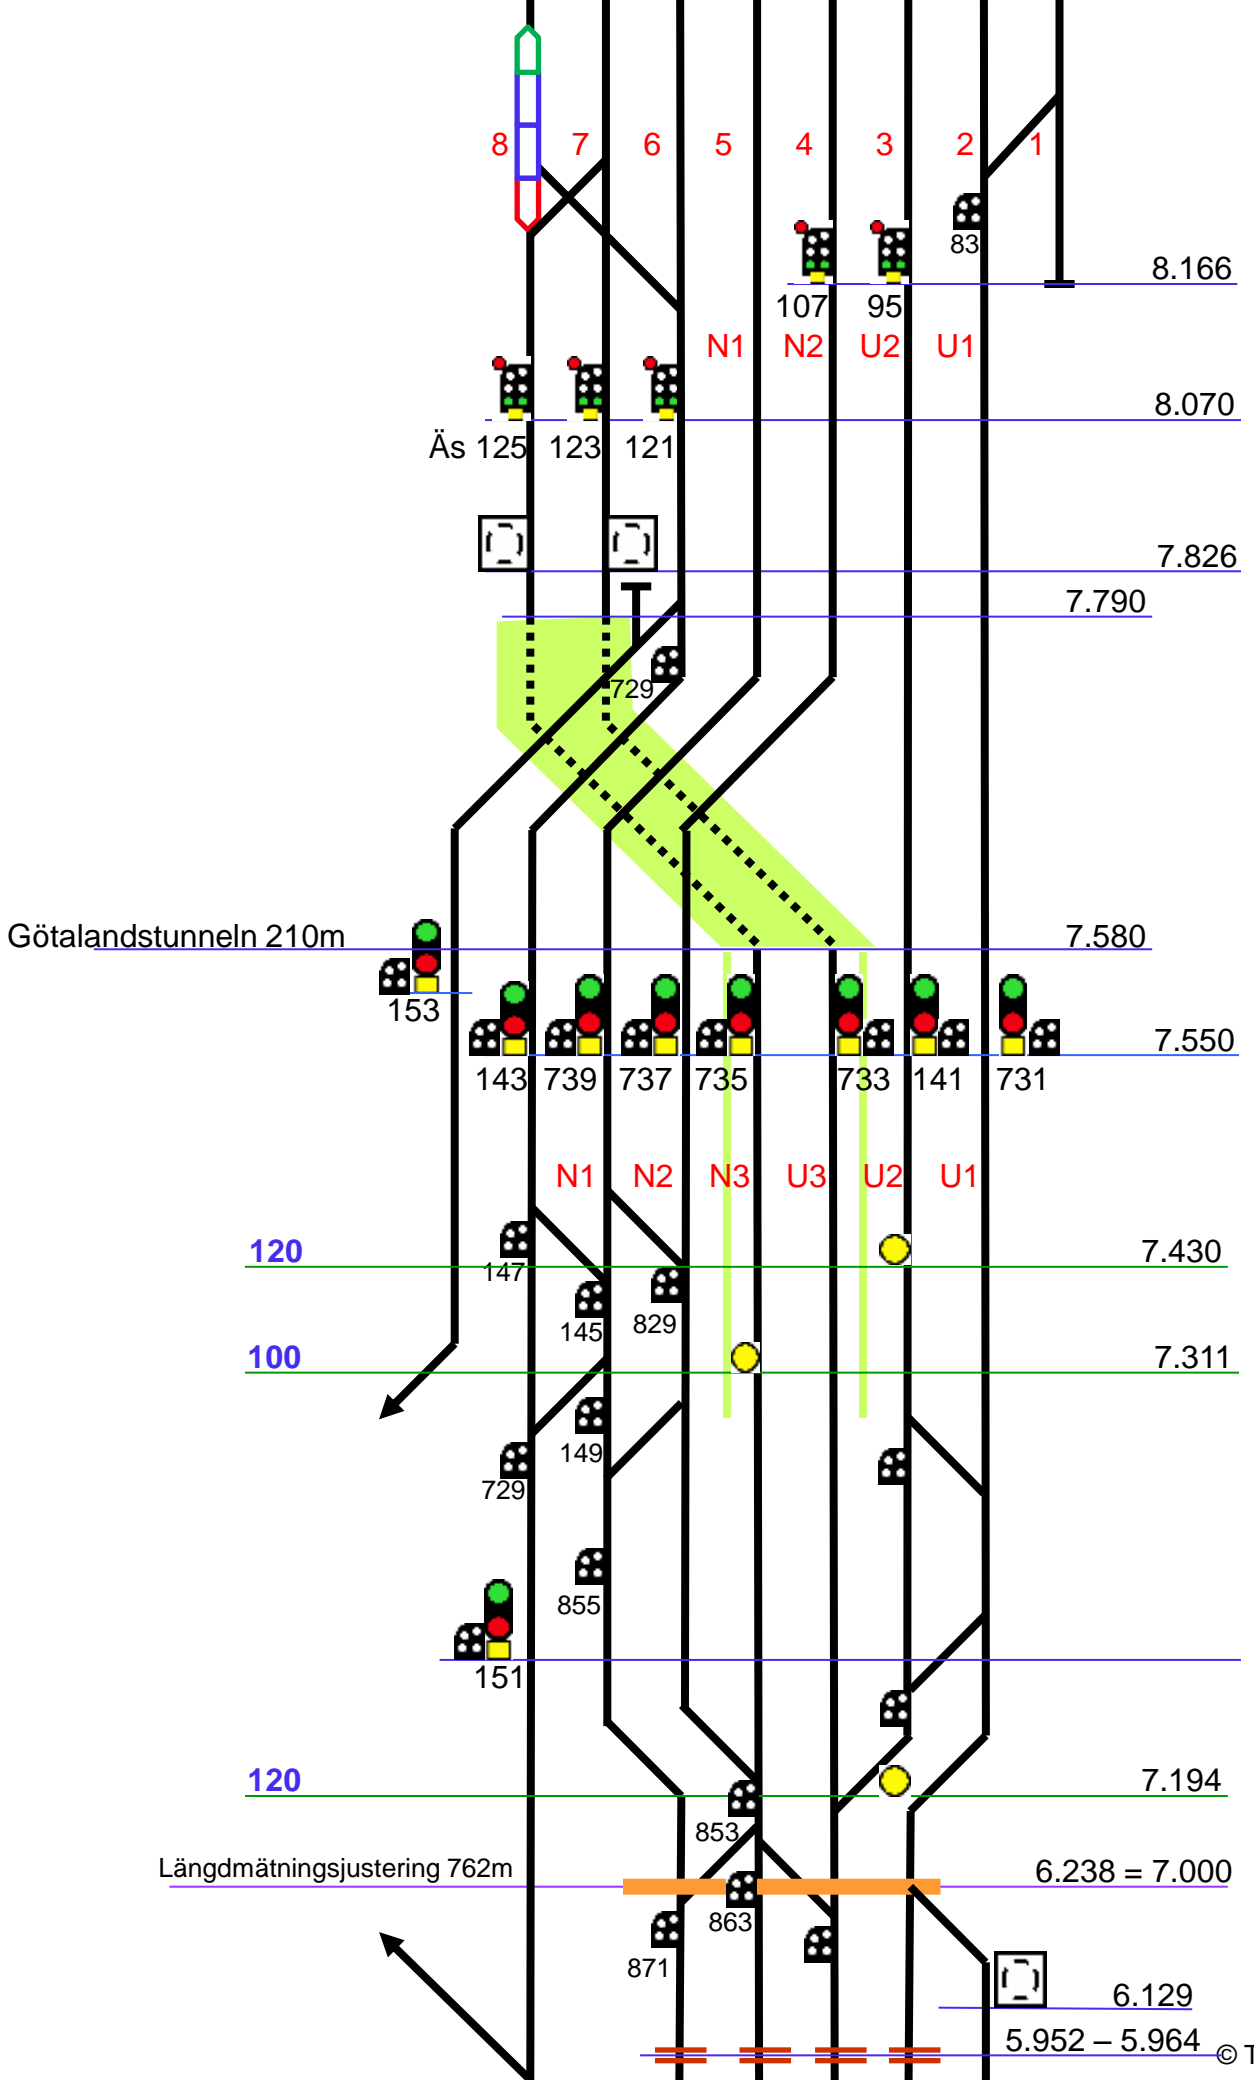 8 7 6 5 4 3 2 1
83
8.166
107 95
N1 N2 U2 U1
8.070
Äs 125 123 121
7.826
7.790
729
Götalandstunneln 210m 7.580
153
7.550
143 739 737 735 733 141 731
N1 N2 N3 U3 U2 U1
120 7.430
147
145 829
100 7.311
149
729
855
151
120 7.194
853
Längdmätningsjustering 762m 6.238 = 7.000
863
871
6.129
5.952 – 5.964
© T